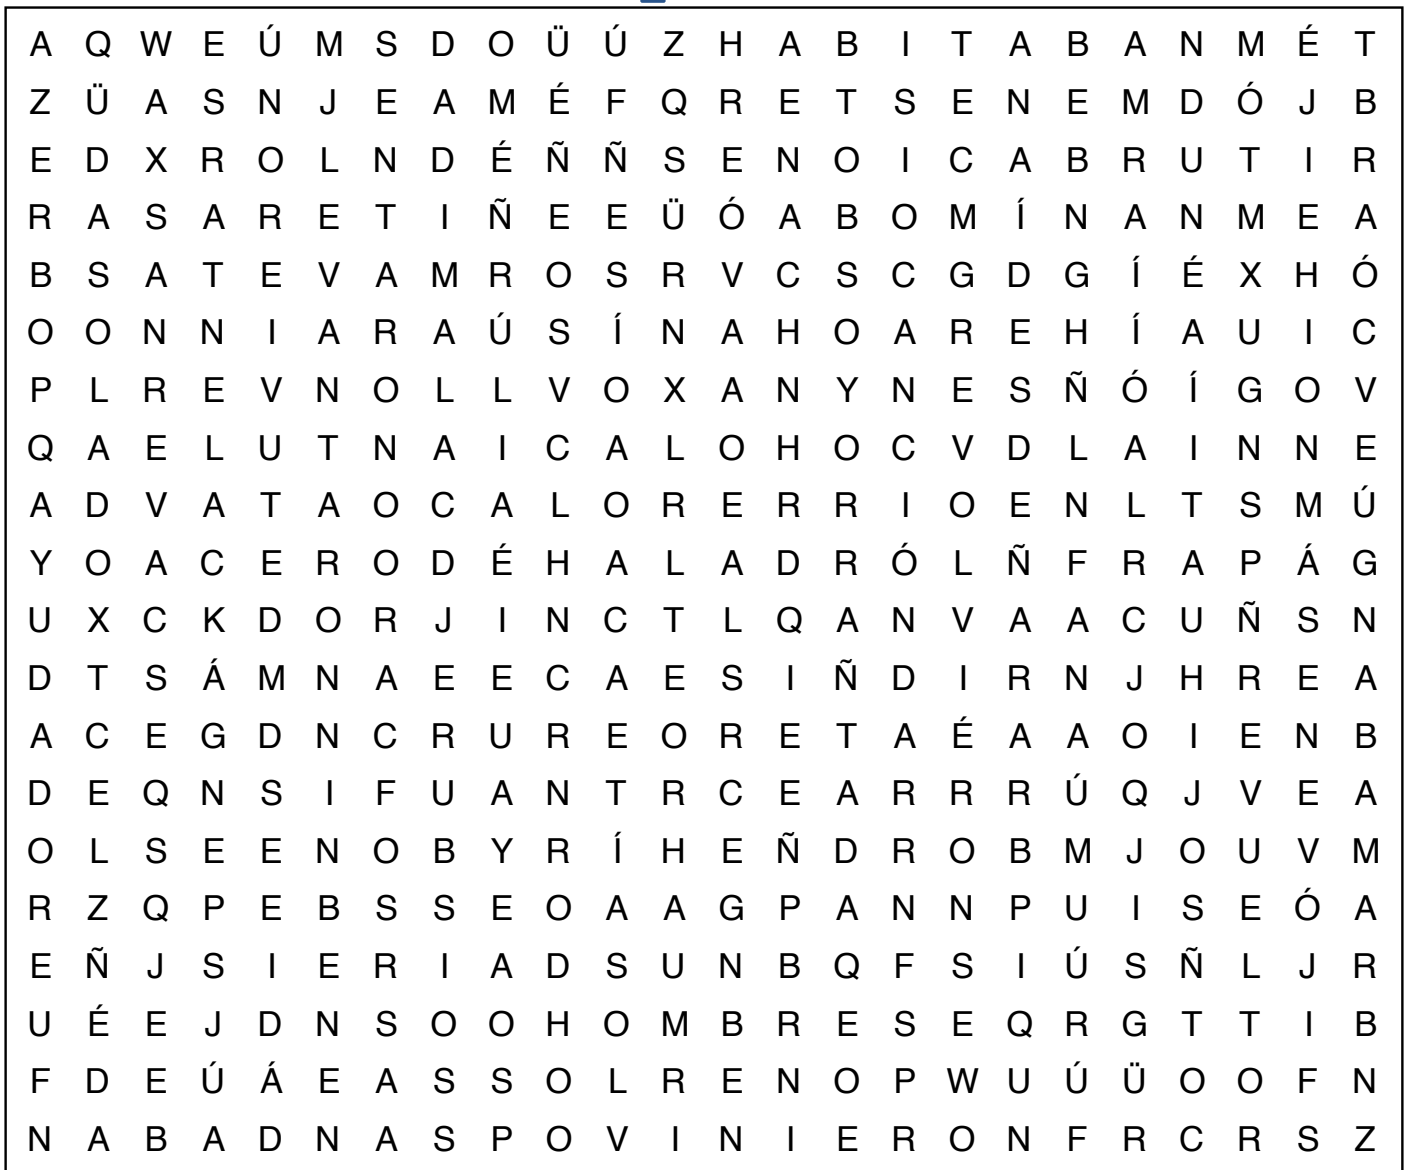 A Q W E Ú M S D O Ü Ú Z H A B I T A B A N M É T
Z Ü A S N J E A M É F Q R E T S E N E M D Ó J B
E D X R O L N D É Ñ Ñ S E N O I C A B R U T I R
R A S A R E T I Ñ E E Ü Ó A B O M Í N A N M E A
B S A T E V A M R O S R V C S C G D G Í É X H Ó
O O N N I A R A Ú S Í N A H O A R E H Í A U I C
P L R E V N O L L V O X A N Y N E S Ñ Ó Í G O V
Q A E L U T N A I C A L O H O C V D L A I N N E
A D V A T A O C A L O R E R R I O E N L T S M Ú
Y O A C E R O D É H A L A D R Ó L Ñ F R A P Á G
U X C K D O R J I N C T L Q A N V A A C U Ñ S N
D T S Á M N A E E C A E S I Ñ D I R N J H R E A
A C E G D N C R U R E O R E T A É A A O I E N B
D E Q N S I F U A N T R C E A R R R Ú Q J V E A
O L S E E N O B Y R Í H E Ñ D R O B M J O U V M
R Z Q P E B S S E O A A G P A N N P U I S E Ó A
E Ñ J S I E R I A D S U N B Q F S I Ú S Ñ L J R
U É E J D N S O O H O M B R E S E Q R G T T I B
F D E Ú Á E A S S O L R E N O P W U Ú Ü O O F N
N A B A D N A S P O V I N I E R O N F R C R S Z